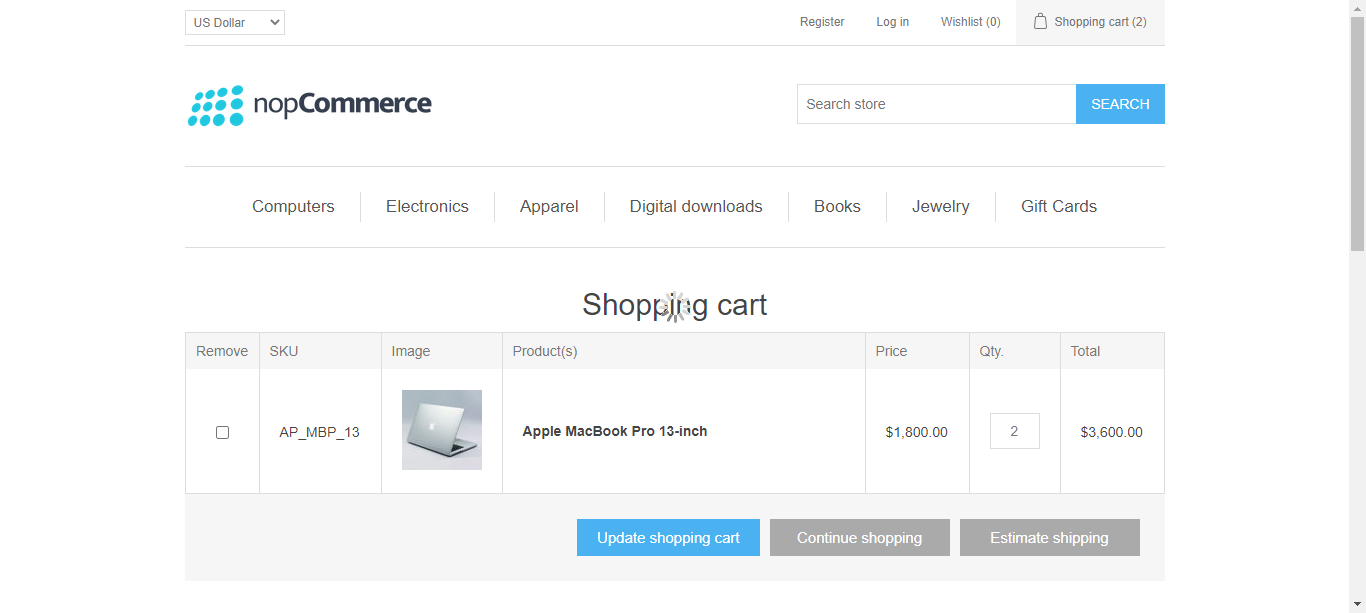 US Dollar Register Log in Wishlist (0) Shopping cart (2)
nopCommerce Search store SEARCH
Computers Electronics Apparel Digital downloads Books Jewelry Gift Cards
Shopping cart
Remove SKU Image Product(s) Price Qty. Total
AP_MBP_13 Apple MacBook Pro 13-inch $1,800.00 2 $3,600.00
Update shopping cart Continue shopping Estimate shipping